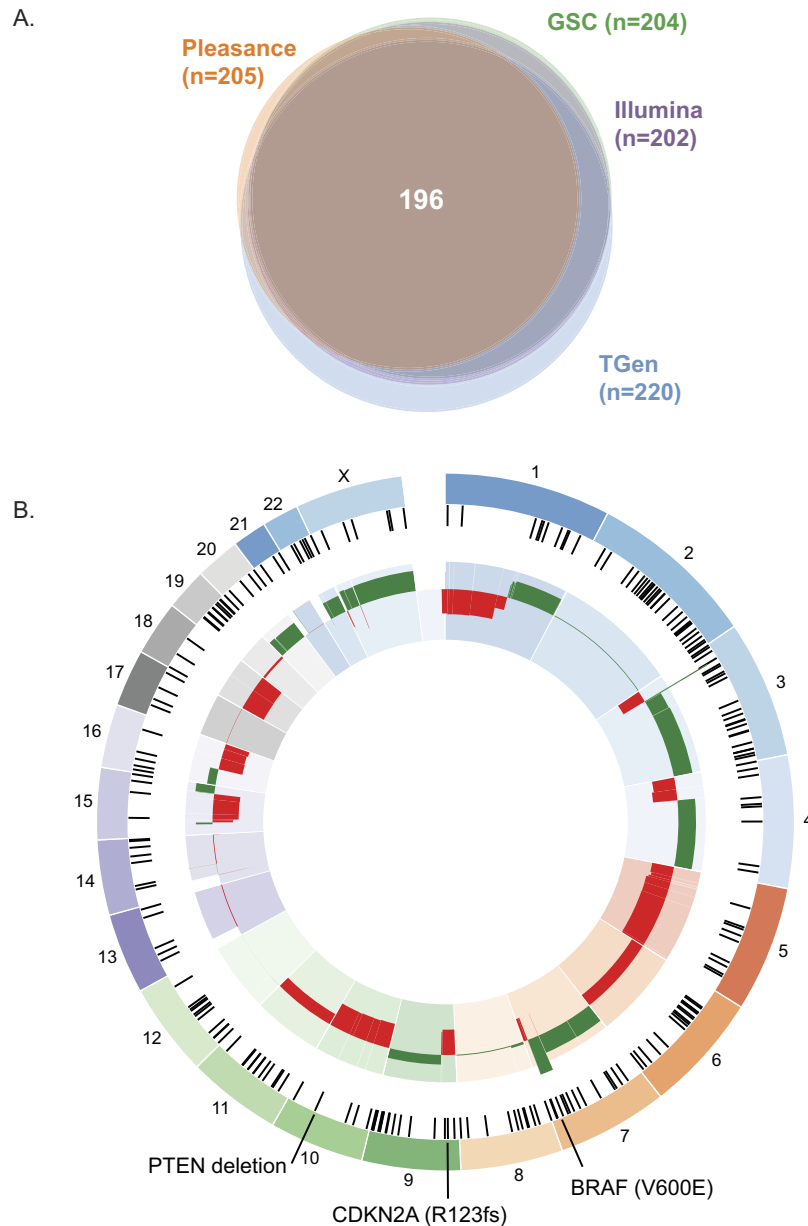 A.
GSC (n=204)
Pleasance
(n=205)
Illumina
(n=202)
196
TGen
(n=220)
B.
X
1
22
21
2
20
19
18
3
17
16
4
15
14
5
13
6
12
11
7
PTEN deletion
10
9
8
BRAF (V600E)
CDKN2A (R123fs)